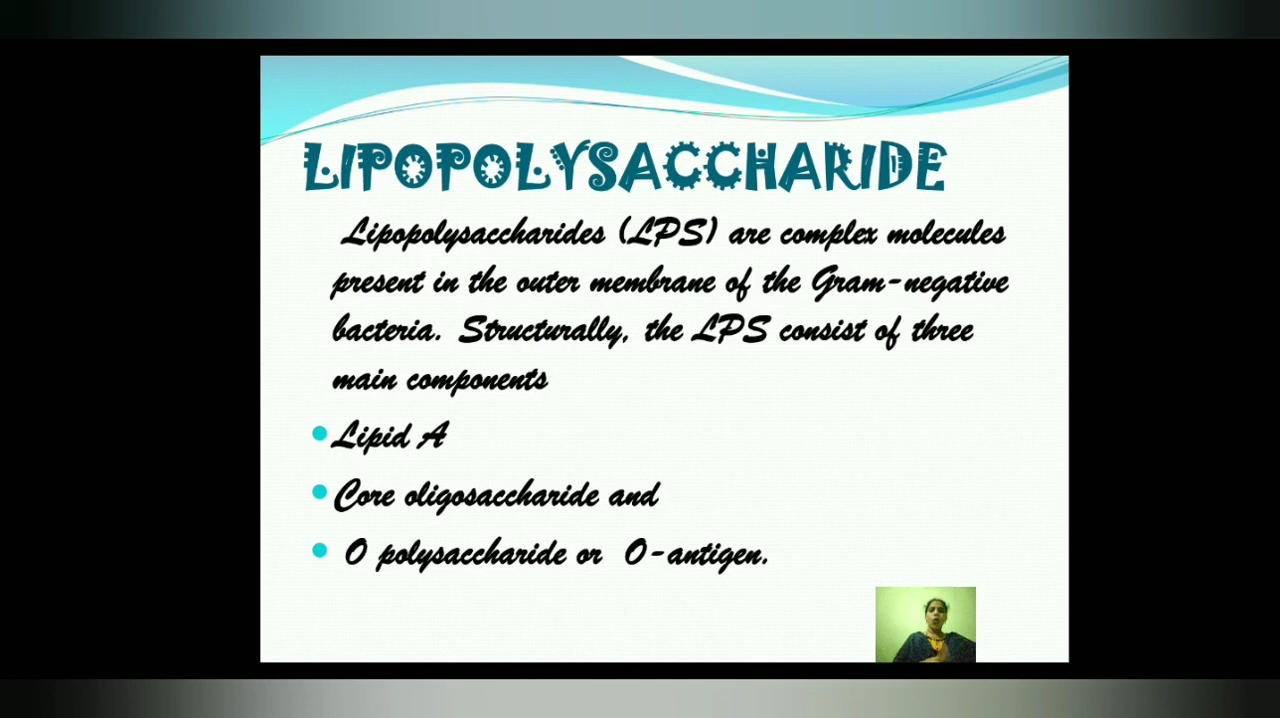 LIPOPOLYSACCHARIDE
Lipopolysaccharides (LPS) are complex molecules
present in the outer membrane of the Gram-negative
bacteria. Structurally, the LPS consist of three
main components
Lipid A
Core oligosaccharide and
O polysaccharide or O-antigen.